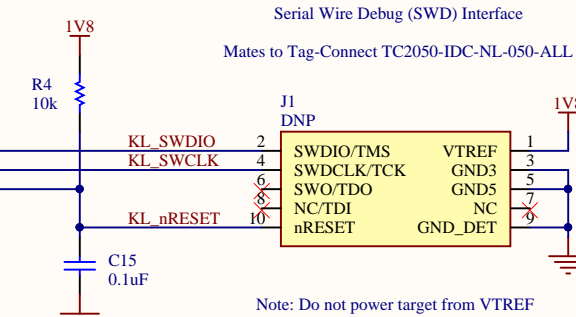 Serial Wire Debug (SWD) Interface
1V8
Mates to Tag-Connect TC2050-IDC-NL-050-ALL
R4
10k
J1
DNP
1V8
KL_SWDIO 2 SWDIO/TMS VTREF 1
KL_SWCLK 4 SWDCLK/TCK GND3 3
6 SWO/TDO GND5 5
8 NC/TDI NC 7
KL_nRESET 10 nRESET GND_DET 9
C15
0.1uF
Note: Do not power target from VTREF